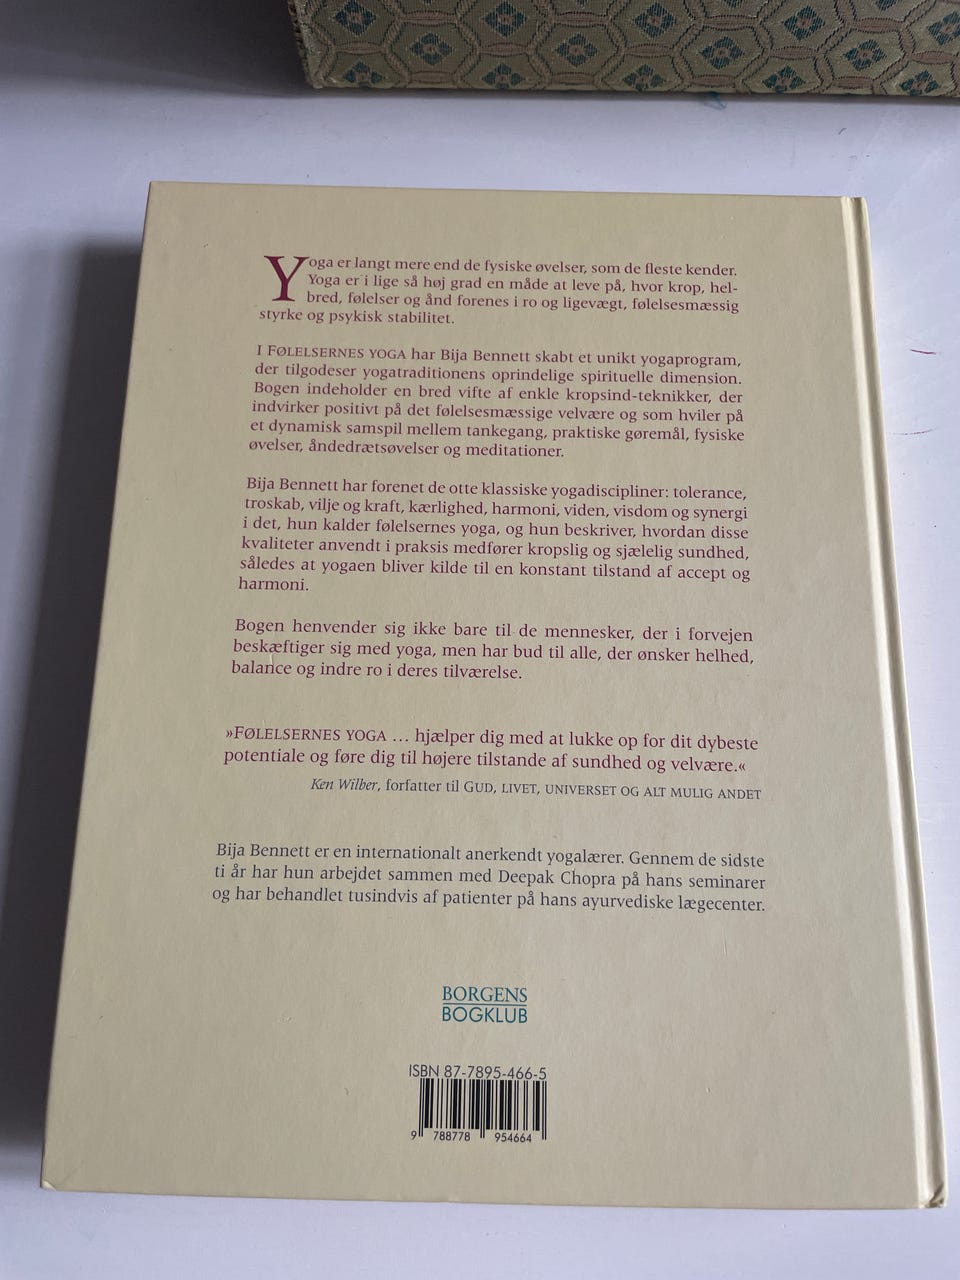 Yoga er langt mere end de fysiske øvelser, som de fleste kender.
Yoga er i lige så høj grad en måde at leve på, hvor krop, hel-
bred, følelser og ånd forenes i ro og ligevægt, følelsesmæssig
styrke og psykisk stabilitet.
I FØLELSERNES YOGA har Bija Bennett skabt et unikt yogaprogram,
der tilgodeser yogatraditionens oprindelige spirituelle dimension.
Bogen indeholder en bred vifte af enkle kropsind-teknikker, der
indvirker positivt på det følelsesmæssige velvære og som hviler på
et dynamisk samspil mellem tankegang, praktiske gøremål, fysiske
øvelser, åndedrætsøvelser og meditationer.
Bija Bennett har forenet de otte klassiske yogadiscipliner: tolerance,
troskab, vilje og kraft, kærlighed, harmoni, viden, visdom og synergi
i det, hun kalder følelsernes yoga, og hun beskriver, hvordan disse
kvaliteter anvendt i praksis medfører kropslig og sjælelig sundhed,
således at yogaen bliver kilde til en konstant tilstand af accept og
harmoni.
Bogen henvender sig ikke bare til de mennesker, der i forvejen
beskæftiger sig med yoga, men har bud til alle, der ønsker helhed,
balance og indre ro i deres tilværelse.
»FØLELSERNES YOGA ... hjælper dig med at lukke op for dit dybeste
potentiale og føre dig til højere tilstande af sundhed og velvære.«
Ken Wilber, forfatter til GUD, LIVET, UNIVERSET OG ALT MULIG ANDET
Bija Bennett er en internationalt anerkendt yogalærer. Gennem de sidste
ti år har hun arbejdet sammen med Deepak Chopra på hans seminarer
og har behandlet tusindvis af patienter på hans ayurvediske lægecenter.
BORGENS
BOGKLUB
ISBN 87-7895-466-5
9 788778 954664